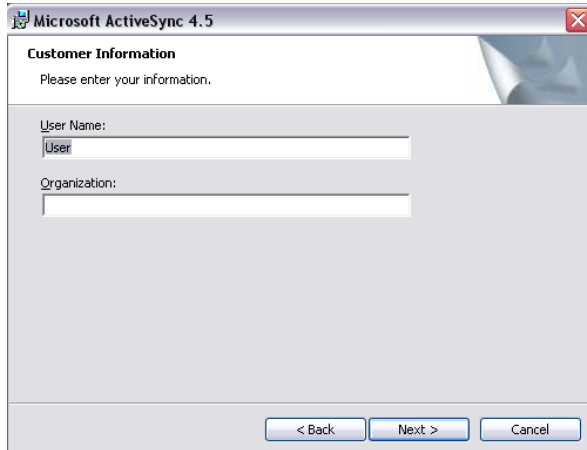 Microsoft ActiveSync 4.5
Customer Information
Please enter your information.
User Name:
User
Organization:
< Back Next > Cancel